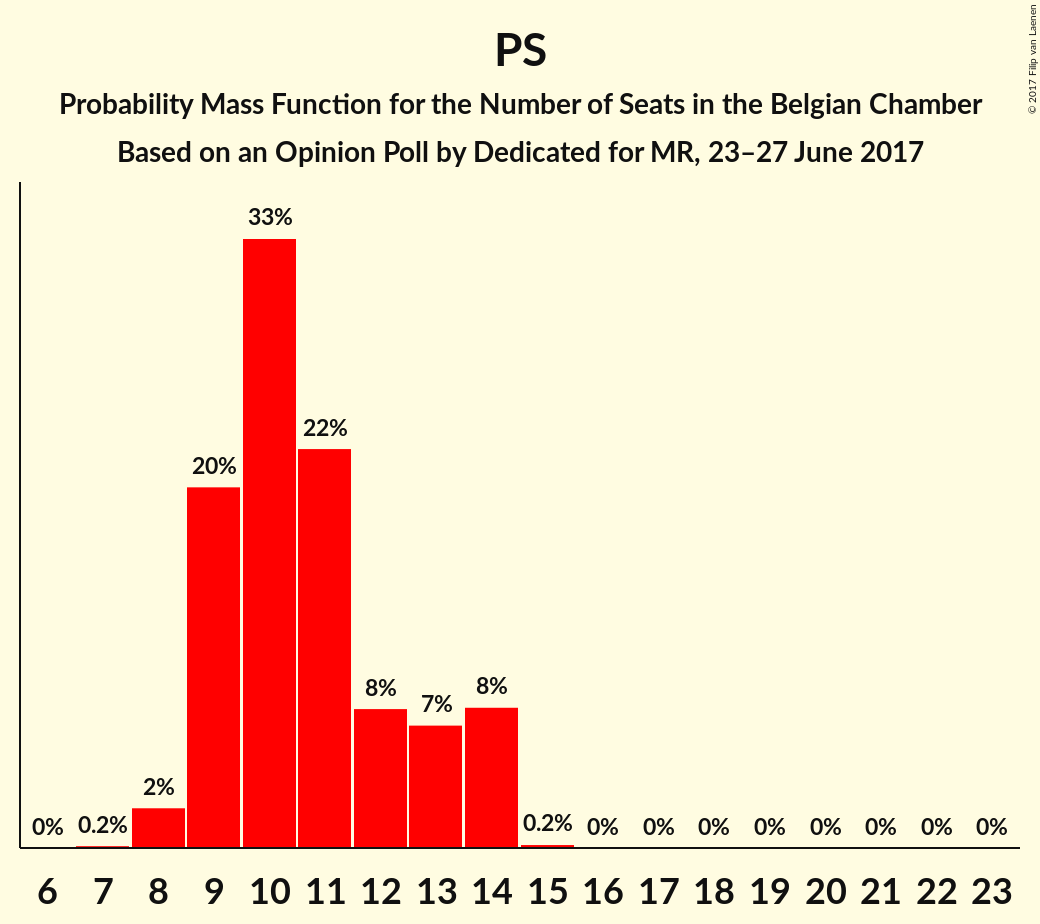 PS
Probability Mass Function for the Number of Seats in the Belgian Chamber
Based on an Opinion Poll by Dedicated for MR, 23–27 June 2017
© 2017 Filip van Laenen
0% 0.2% 2% 20% 33% 22% 8% 7% 8% 0.2% 0% 0% 0% 0% 0% 0% 0% 0%
6 7 8 9 10 11 12 13 14 15 16 17 18 19 20 21 22 23